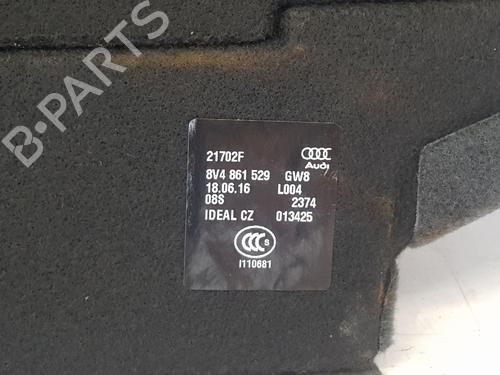 B-PARTS
21702F
Audi
8V4 861 529 GW8
18.06.16 L004
08S 2374
IDEAL CZ 013425
CCC S
I110681